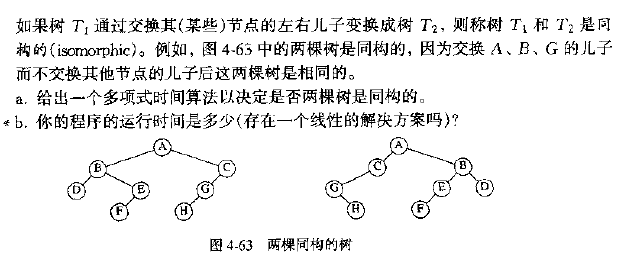 如果树 T₁ 通过交换其(某些)节点的左右儿子变换成树 T₂, 则称树 T₁ 和 T₂ 是同
构的(isomorphic)。例如, 图 4-63 中的两棵树是同构的, 因为交换 A、B、G 的儿子
而不交换其他节点的儿子后这两棵树是相同的。
a. 给出一个多项式时间算法以决定是否两棵树是同构的。
* b. 你的程序的运行时间是多少(存在一个线性的解决方案吗)?
A A
B C C B
D E G G E D
F H H F
图 4-63 两棵同构的树